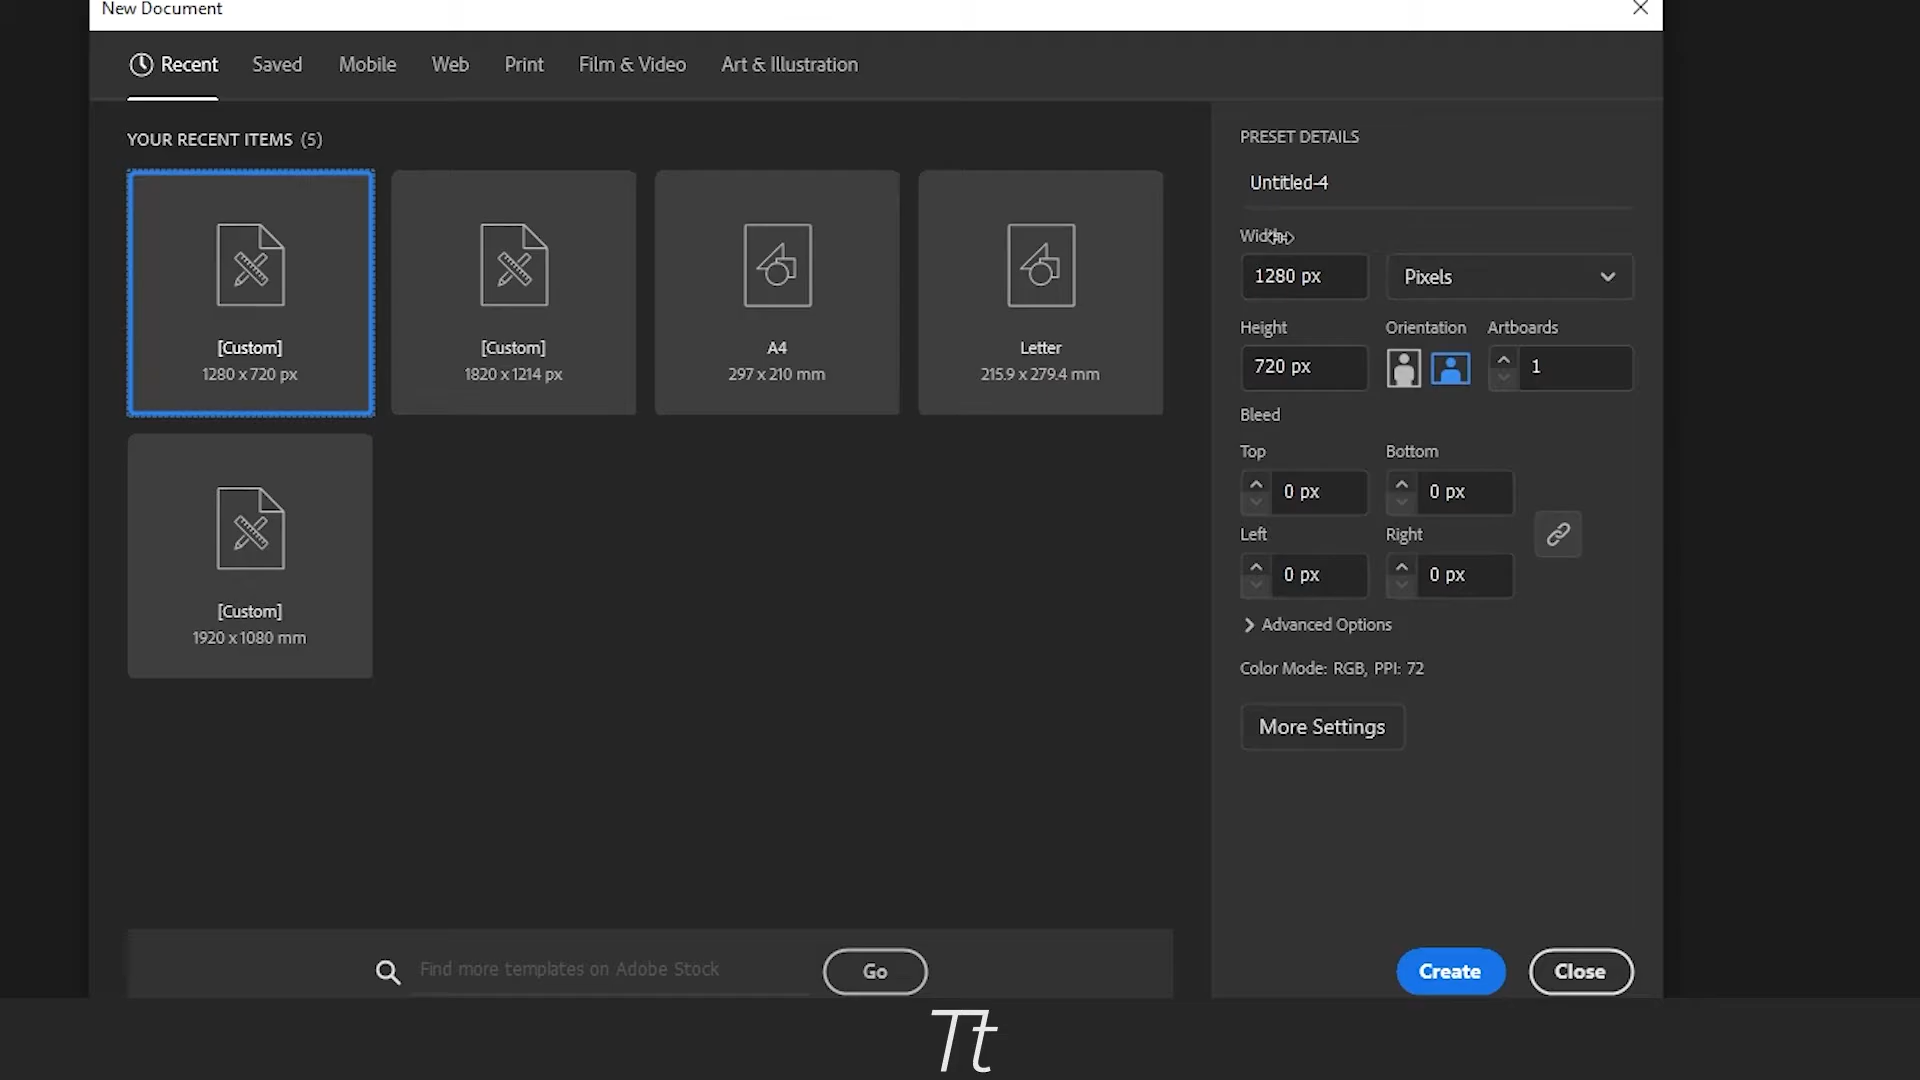 New Document
Recent Saved Mobile Web Print Film & Video Art & Illustration
YOUR RECENT ITEMS (5)
[Custom]
1280 x 720 px
[Custom]
1820 x 1214 px
A4
297 x 210 mm
Letter
215.9 x 279.4 mm
[Custom]
1920 x 1080 mm
Find more templates on Adobe Stock
Go
PRESET DETAILS
Untitled-4
Width
1280 px Pixels
Height Orientation Artboards
720 px 1
Bleed
Top Bottom
0 px 0 px
Left Right
0 px 0 px
Advanced Options
Color Mode: RGB, PPI: 72
More Settings
Create Close
Tt